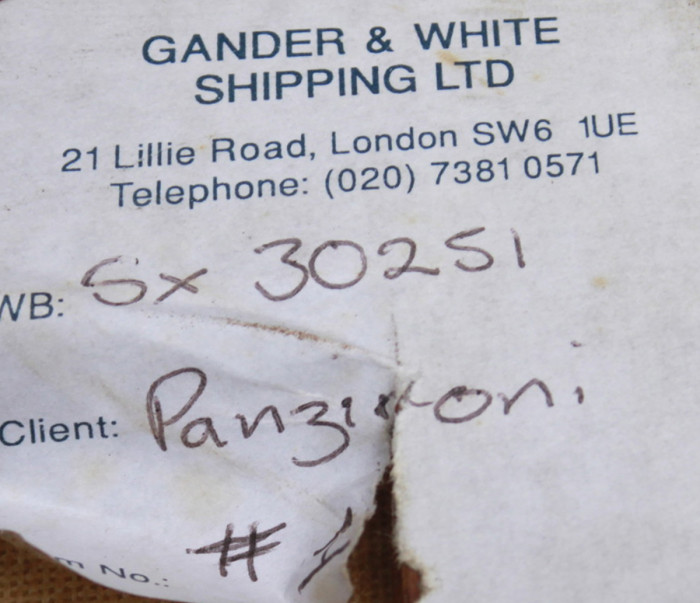 GANDER & WHITE
SHIPPING LTD
21 Lillie Road, London SW6 1UE
Telephone: (020) 7381 0571
WB: Sx 30251
Client:
No.: # 1